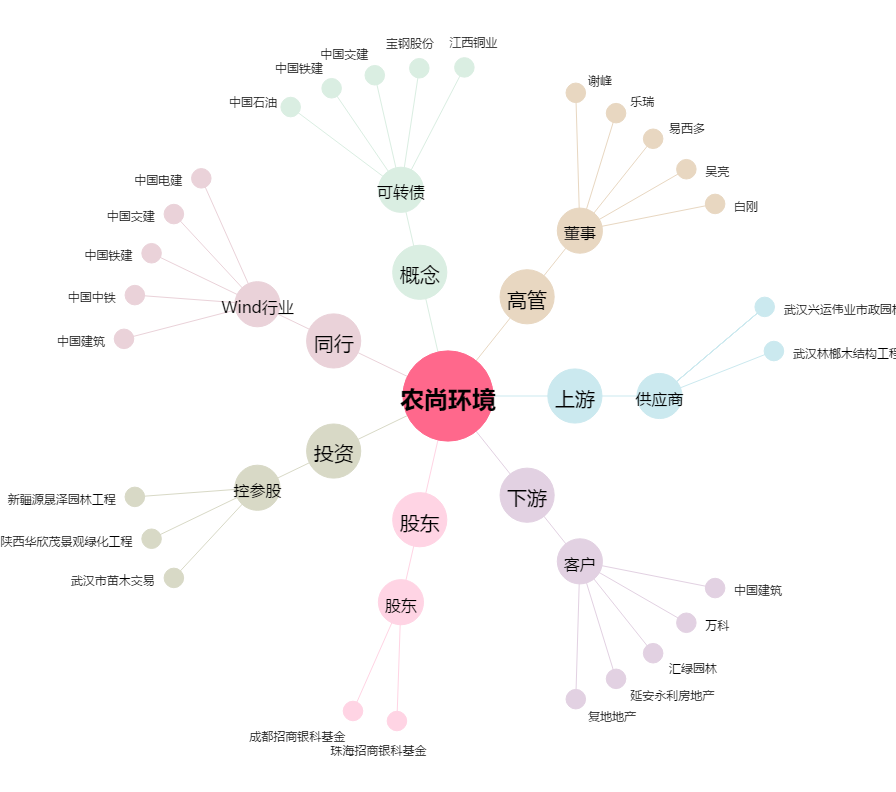 农尚环境
概念
可转债
中国石油
中国铁建
中国交建
宝钢股份
江西铜业
高管
董事
谢峰
乐瑞
易西多
吴亮
白刚
上游
供应商
武汉兴运伟业市政园林
武汉林榔木结构工程
下游
客户
中国建筑
万科
汇绿园林
延安永利房地产
复地地产
股东
股东
珠海招商银科基金
成都招商银科基金
投资
控参股
武汉市苗木交易
陕西华欣茂景观绿化工程
新疆源晟泽园林工程
同行
Wind行业
中国建筑
中国中铁
中国铁建
中国交建
中国电建